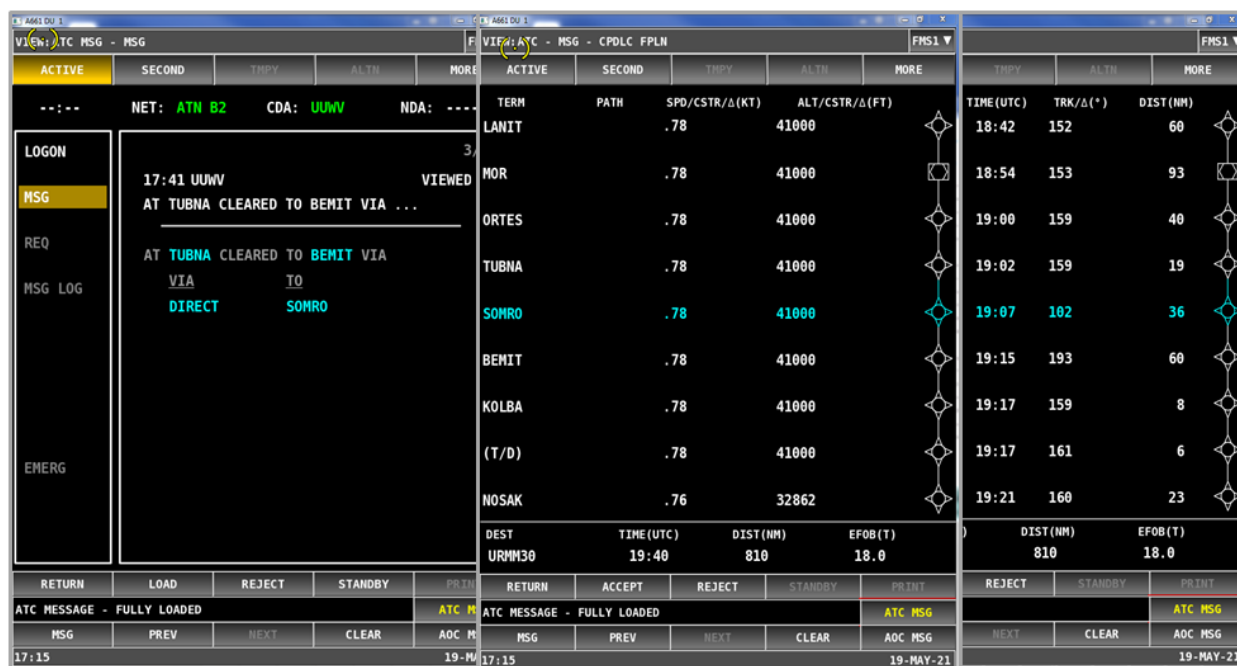 A661 DU 1
VIEW:ATC MSG - MSG
ACTIVE SECOND TMPY ALTN MORE
--:-- NET: ATN B2 CDA: UUWV NDA: ----
LOGON
MSG
REQ
MSG LOG
EMERG
17:41 UUWV VIEWED
AT TUBNA CLEARED TO BEMIT VIA ...
AT TUBNA CLEARED TO BEMIT VIA
VIA TO
DIRECT SOMRO
RETURN LOAD REJECT STANDBY
ATC MESSAGE - FULLY LOADED
MSG PREV NEXT CLEAR AOC
17:15
A661 DU 1
VIEW:ATC - MSG - CPDLC FPLN FMS1
ACTIVE SECOND TMPY ALTN MORE
TERM PATH SPD/CSTR/Δ(KT) ALT/CSTR/Δ(FT)
LANIT .78 41000
MOR .78 41000
ORTES .78 41000
TUBNA .78 41000
SOMRO .78 41000
BEMIT .78 41000
KOLBA .78 41000
(T/D) .78 41000
NOSAK .76 32862
DEST TIME(UTC) DIST(NM) EFOB(T)
URMM30 19:40 810 18.0
RETURN ACCEPT REJECT STANDBY PRINT
ATC MESSAGE - FULLY LOADED ATC MSG
MSG PREV NEXT CLEAR AOC MSG
17:15 19-MAY-21
FMS1
TMPY ALTN MORE
TIME(UTC) TRK/Δ(°) DIST(NM)
18:42 152 60
18:54 153 93
19:00 159 40
19:02 159 19
19:07 102 36
19:15 193 60
19:17 159 8
19:17 161 6
19:21 160 23
) DIST(NM) EFOB(T)
810 18.0
REJECT STANDBY PRINT
ATC MSG
NEXT CLEAR AOC MSG
19-MAY-21